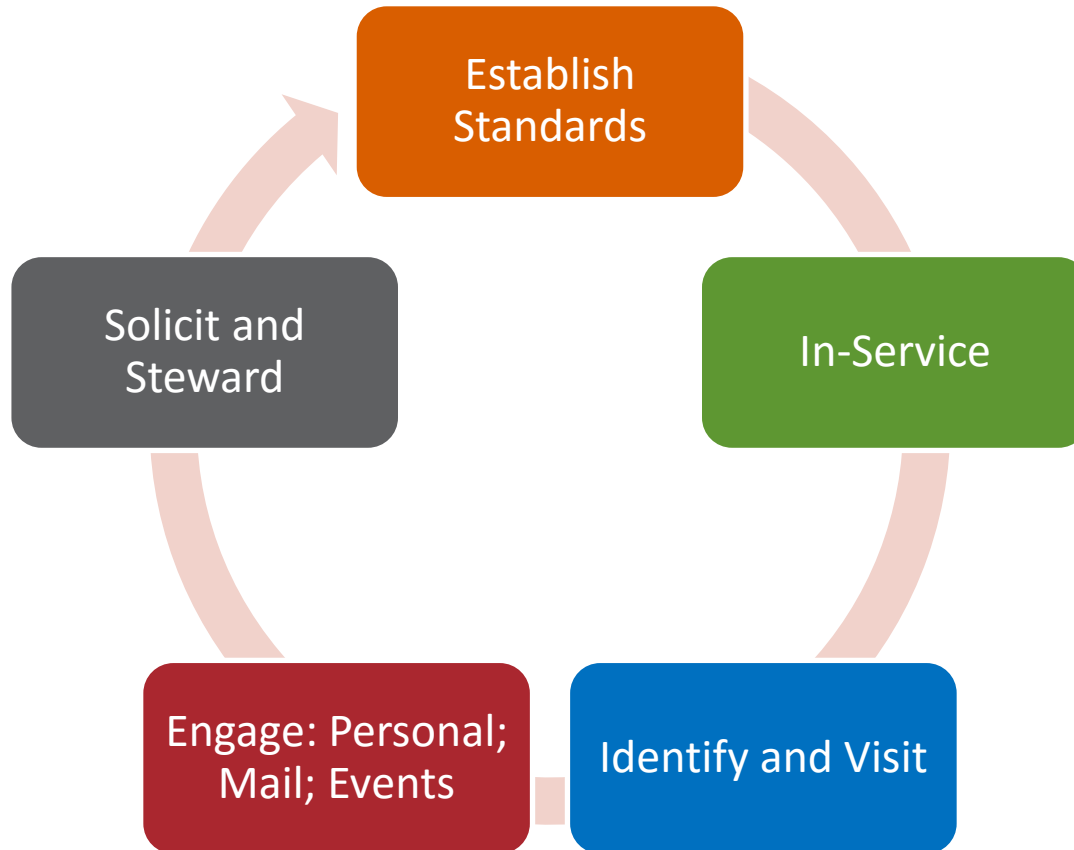 Establish
Standards
In-Service
Identify and Visit
Engage: Personal;
Mail; Events
Solicit and
Steward